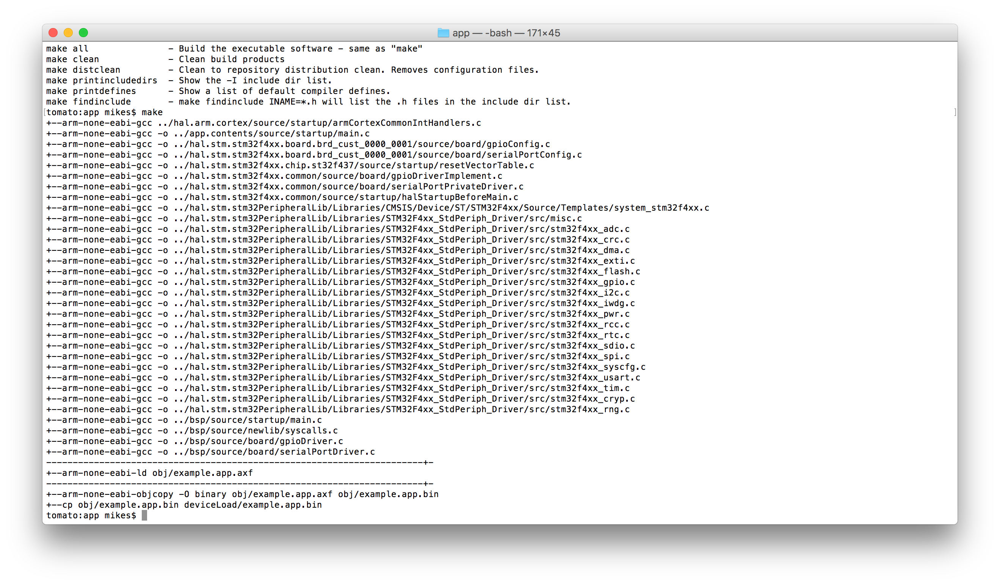 app — -bash — 171×45
make all               - Build the executable software - same as "make"
make clean             - Clean build products
make distclean         - Clean to repository distribution clean. Removes configuration files.
make printincludedirs  - Show the -I include dir list.
make printdefines      - Show a list of default compiler defines.
make findinclude       - make findinclude INAME=*.h will list the .h files in the include dir list.
[tomato:app mikes$ make ]
+--arm-none-eabi-gcc ../hal.arm.cortex/source/startup/armCortexCommonIntHandlers.c
+--arm-none-eabi-gcc -o ../app.contents/source/startup/main.c
+--arm-none-eabi-gcc -o ../hal.stm.stm32f4xx.board.brd_cust_0000_0001/source/board/gpioConfig.c
+--arm-none-eabi-gcc -o ../hal.stm.stm32f4xx.board.brd_cust_0000_0001/source/board/serialPortConfig.c
+--arm-none-eabi-gcc -o ../hal.stm.stm32f4xx.chip.st32f437/source/startup/resetVectorTable.c
+--arm-none-eabi-gcc -o ../hal.stm.stm32f4xx.common/source/board/gpioDriverImplement.c
+--arm-none-eabi-gcc -o ../hal.stm.stm32f4xx.common/source/board/serialPortPrivateDriver.c
+--arm-none-eabi-gcc -o ../hal.stm.stm32f4xx.common/source/startup/halStartupBeforeMain.c
+--arm-none-eabi-gcc -o ../hal.stm.stm32PeripheralLib/Libraries/CMSIS/Device/ST/STM32F4xx/Source/Templates/system_stm32f4xx.c
+--arm-none-eabi-gcc -o ../hal.stm.stm32PeripheralLib/Libraries/STM32F4xx_StdPeriph_Driver/src/misc.c
+--arm-none-eabi-gcc -o ../hal.stm.stm32PeripheralLib/Libraries/STM32F4xx_StdPeriph_Driver/src/stm32f4xx_adc.c
+--arm-none-eabi-gcc -o ../hal.stm.stm32PeripheralLib/Libraries/STM32F4xx_StdPeriph_Driver/src/stm32f4xx_crc.c
+--arm-none-eabi-gcc -o ../hal.stm.stm32PeripheralLib/Libraries/STM32F4xx_StdPeriph_Driver/src/stm32f4xx_dma.c
+--arm-none-eabi-gcc -o ../hal.stm.stm32PeripheralLib/Libraries/STM32F4xx_StdPeriph_Driver/src/stm32f4xx_exti.c
+--arm-none-eabi-gcc -o ../hal.stm.stm32PeripheralLib/Libraries/STM32F4xx_StdPeriph_Driver/src/stm32f4xx_flash.c
+--arm-none-eabi-gcc -o ../hal.stm.stm32PeripheralLib/Libraries/STM32F4xx_StdPeriph_Driver/src/stm32f4xx_gpio.c
+--arm-none-eabi-gcc -o ../hal.stm.stm32PeripheralLib/Libraries/STM32F4xx_StdPeriph_Driver/src/stm32f4xx_i2c.c
+--arm-none-eabi-gcc -o ../hal.stm.stm32PeripheralLib/Libraries/STM32F4xx_StdPeriph_Driver/src/stm32f4xx_iwdg.c
+--arm-none-eabi-gcc -o ../hal.stm.stm32PeripheralLib/Libraries/STM32F4xx_StdPeriph_Driver/src/stm32f4xx_pwr.c
+--arm-none-eabi-gcc -o ../hal.stm.stm32PeripheralLib/Libraries/STM32F4xx_StdPeriph_Driver/src/stm32f4xx_rcc.c
+--arm-none-eabi-gcc -o ../hal.stm.stm32PeripheralLib/Libraries/STM32F4xx_StdPeriph_Driver/src/stm32f4xx_rtc.c
+--arm-none-eabi-gcc -o ../hal.stm.stm32PeripheralLib/Libraries/STM32F4xx_StdPeriph_Driver/src/stm32f4xx_sdio.c
+--arm-none-eabi-gcc -o ../hal.stm.stm32PeripheralLib/Libraries/STM32F4xx_StdPeriph_Driver/src/stm32f4xx_spi.c
+--arm-none-eabi-gcc -o ../hal.stm.stm32PeripheralLib/Libraries/STM32F4xx_StdPeriph_Driver/src/stm32f4xx_syscfg.c
+--arm-none-eabi-gcc -o ../hal.stm.stm32PeripheralLib/Libraries/STM32F4xx_StdPeriph_Driver/src/stm32f4xx_usart.c
+--arm-none-eabi-gcc -o ../hal.stm.stm32PeripheralLib/Libraries/STM32F4xx_StdPeriph_Driver/src/stm32f4xx_tim.c
+--arm-none-eabi-gcc -o ../hal.stm.stm32PeripheralLib/Libraries/STM32F4xx_StdPeriph_Driver/src/stm32f4xx_cryp.c
+--arm-none-eabi-gcc -o ../hal.stm.stm32PeripheralLib/Libraries/STM32F4xx_StdPeriph_Driver/src/stm32f4xx_rng.c
+--arm-none-eabi-gcc -o ../bsp/source/startup/main.c
+--arm-none-eabi-gcc -o ../bsp/source/newlib/syscalls.c
+--arm-none-eabi-gcc -o ../bsp/source/board/gpioDriver.c
+--arm-none-eabi-gcc -o ../bsp/source/board/serialPortDriver.c
-----------------------------------------------------------------------+-
+--arm-none-eabi-ld obj/example.app.axf
-----------------------------------------------------------------------+-
+--arm-none-eabi-objcopy -O binary obj/example.app.axf obj/example.app.bin
+--cp obj/example.app.bin deviceLoad/example.app.bin
tomato:app mikes$